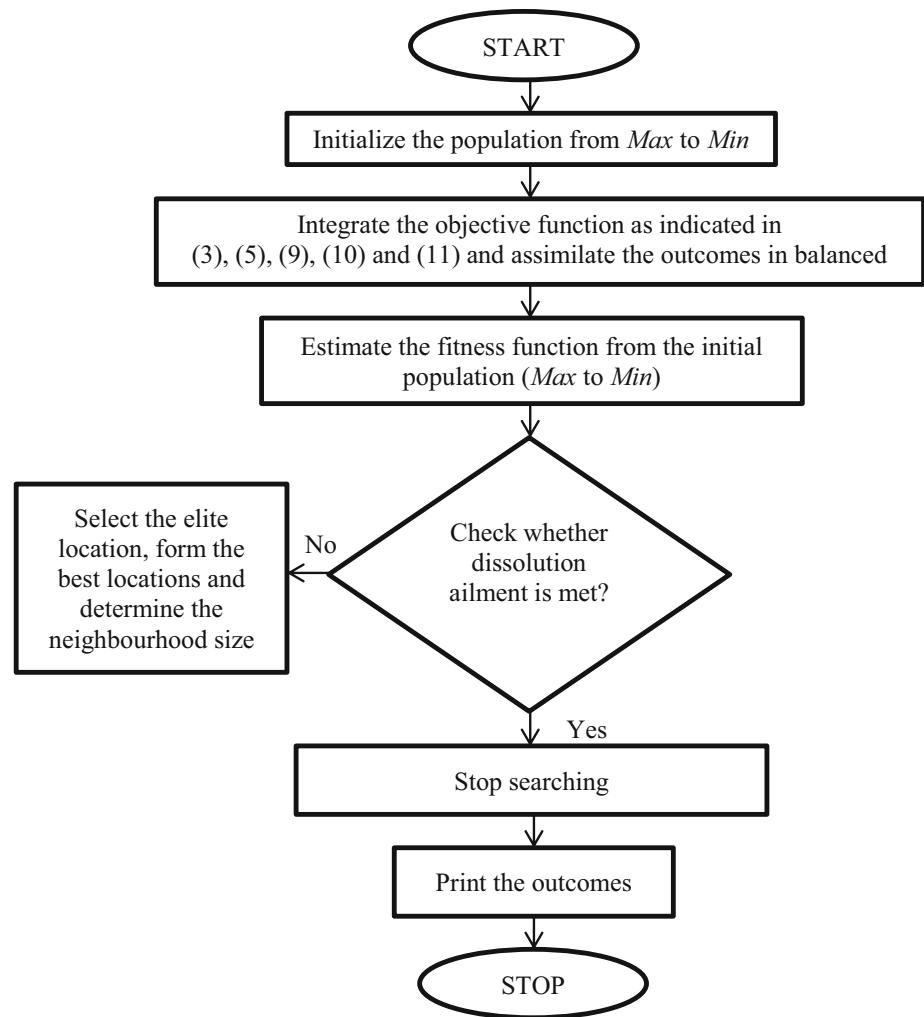 START
Initialize the population from Max to Min
Integrate the objective function as indicated in
(3), (5), (9), (10) and (11) and assimilate the outcomes in balanced
Estimate the fitness function from the initial
population (Max to Min)
Select the elite
location, form the
best locations and
determine the
neighbourhood size
No
Check whether
dissolution
ailment is met?
Yes
Stop searching
Print the outcomes
STOP